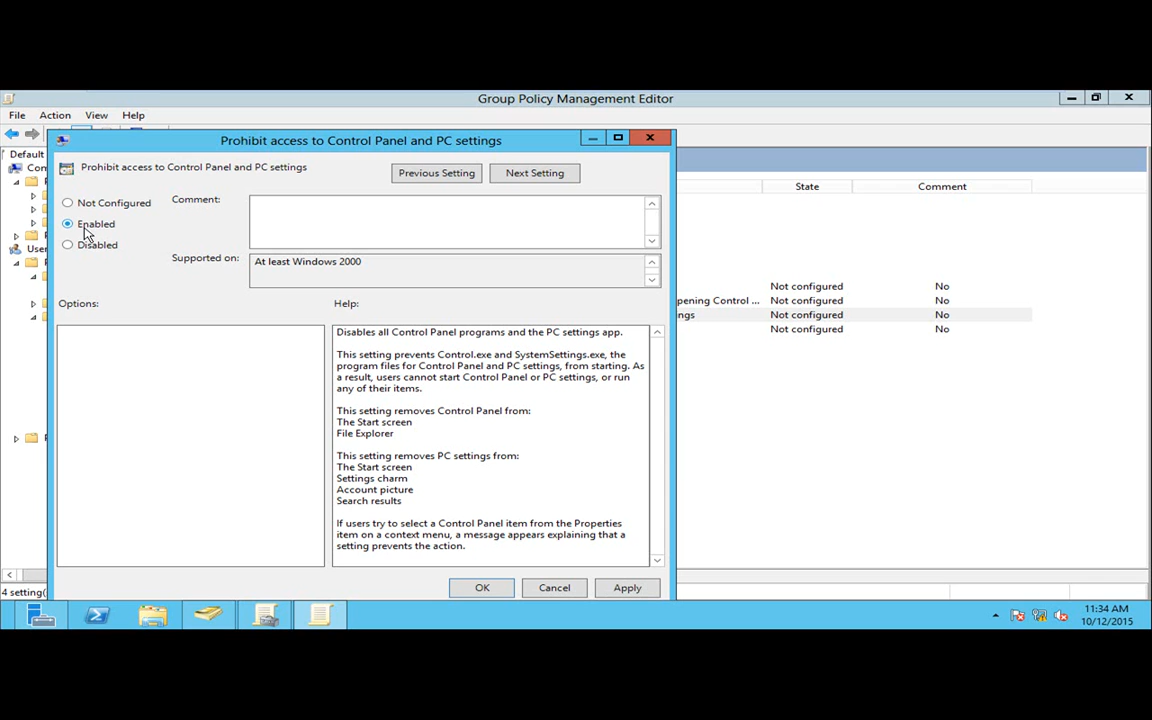 Group Policy Management Editor
File Action View Help
Prohibit access to Control Panel and PC settings
Prohibit access to Control Panel and PC settings
Previous Setting Next Setting
Not Configured
Enabled
Disabled
Comment:
Supported on:
At least Windows 2000
Options:
Help:
Disables all Control Panel programs and the PC settings app.
This setting prevents Control.exe and SystemSettings.exe, the
program files for Control Panel and PC settings, from starting. As
a result, users cannot start Control Panel or PC settings, or run
any of their items.
This setting removes Control Panel from:
The Start screen
File Explorer
This setting removes PC settings from:
The Start screen
Settings charm
Account picture
Search results
If users try to select a Control Panel item from the Properties
item on a context menu, a message appears explaining that a
setting prevents the action.
OK Cancel Apply
Default
Com
User
4 setting(
State Comment
Not configured No
pening Control ... Not configured No
ngs Not configured No
Not configured No
11:34 AM
10/12/2015